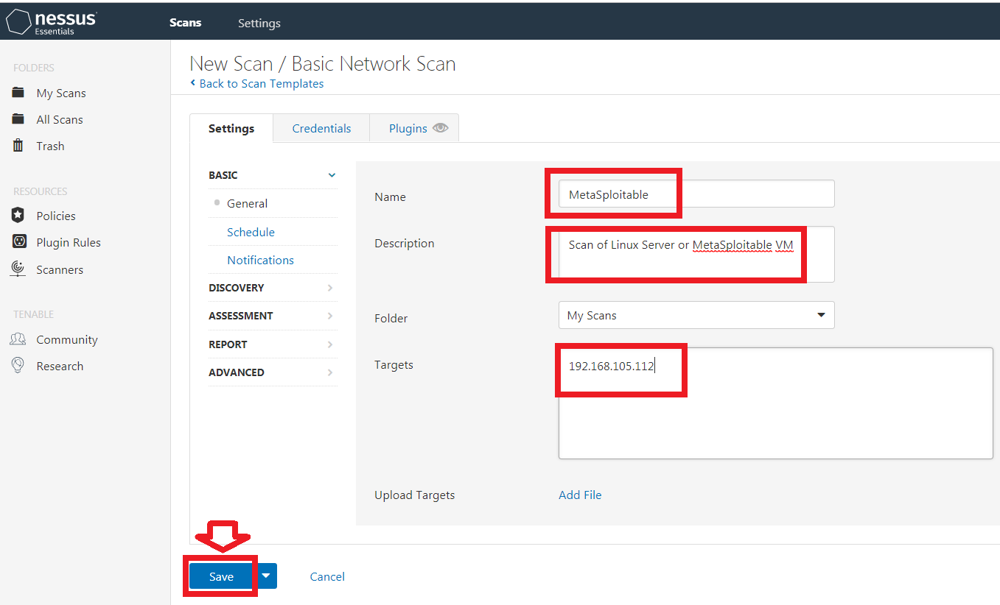 nessus
Essentials
Scans
Settings
FOLDERS
My Scans
All Scans
Trash
RESOURCES
Policies
Plugin Rules
Scanners
TENABLE
Community
Research
New Scan / Basic Network Scan
Back to Scan Templates
Settings
Credentials
Plugins
BASIC
General
Schedule
Notifications
DISCOVERY
ASSESSMENT
REPORT
ADVANCED
Name
MetaSploitable
Description
Scan of Linux Server or MetaSploitable VM
Folder
My Scans
Targets
192.168.105.112
Upload Targets
Add File
Save
Cancel